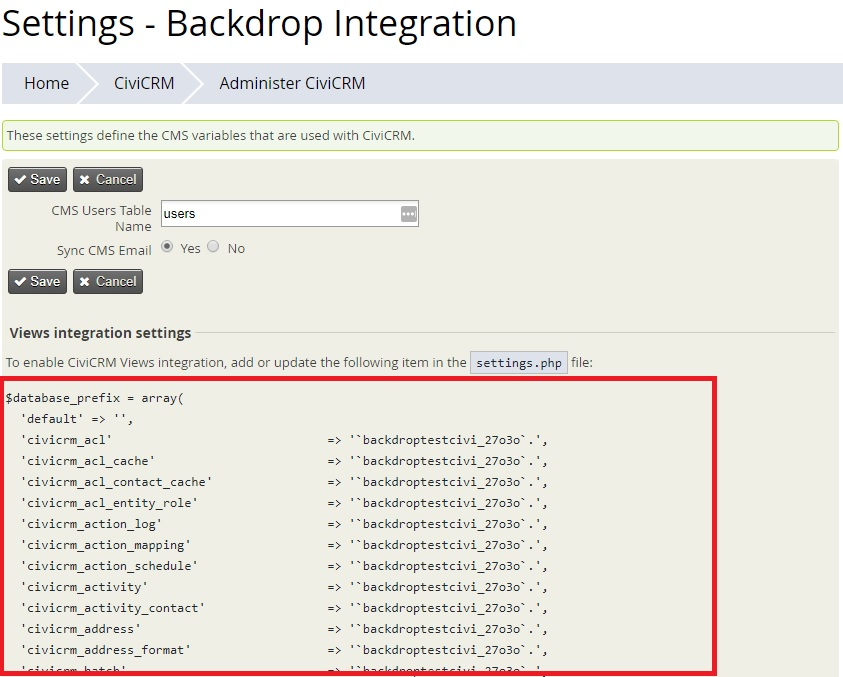 Settings - Backdrop Integration
Home CiviCRM Administer CiviCRM
These settings define the CMS variables that are used with CiviCRM.
Save Cancel
CMS Users Table
Name
users
Sync CMS Email Yes No
Save Cancel
Views integration settings
To enable CiviCRM Views integration, add or update the following item in the settings.php file:
$database_prefix = array(
'default' => '',
'civicrm_acl' => '`backdroptestcivi_27o3o`.',
'civicrm_acl_cache' => '`backdroptestcivi_27o3o`.',
'civicrm_acl_contact_cache' => '`backdroptestcivi_27o3o`.',
'civicrm_acl_entity_role' => '`backdroptestcivi_27o3o`.',
'civicrm_action_log' => '`backdroptestcivi_27o3o`.',
'civicrm_action_mapping' => '`backdroptestcivi_27o3o`.',
'civicrm_action_schedule' => '`backdroptestcivi_27o3o`.',
'civicrm_activity' => '`backdroptestcivi_27o3o`.',
'civicrm_activity_contact' => '`backdroptestcivi_27o3o`.',
'civicrm_address' => '`backdroptestcivi_27o3o`.',
'civicrm_address_format' => '`backdroptestcivi_27o3o`.',
'civicrm_batch' => '`backdroptestcivi_27o3o`.',